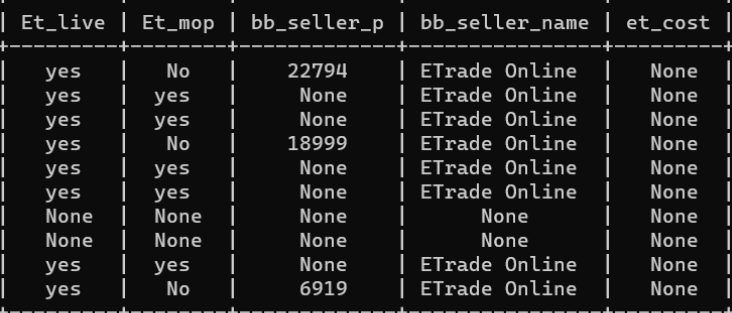 | Et_live | Et_mop | bb_seller_p | bb_seller_name | et_cost |
| yes | No | 22794 | ETrade Online | None |
| yes | yes | None | ETrade Online | None |
| yes | yes | None | ETrade Online | None |
| yes | No | 18999 | ETrade Online | None |
| yes | yes | None | ETrade Online | None |
| yes | yes | None | ETrade Online | None |
| None | None | None | None | None |
| None | None | None | None | None |
| yes | yes | None | ETrade Online | None |
| yes | No | 6919 | ETrade Online | None |